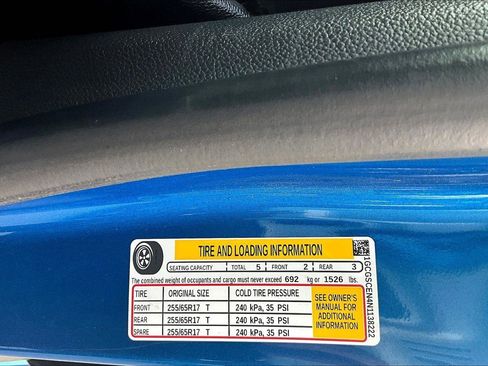 TIRE AND LOADING INFORMATION
SEATING CAPACITY TOTAL 5 FRONT 2 REAR 3
The combined weight of occupants and cargo must never exceed 692 kg or 1526 lbs.
TIRE ORIGINAL SIZE COLD TIRE PRESSURE
FRONT 255/65R17 T 240 kPa, 35 PSI
REAR 255/65R17 T 240 kPa, 35 PSI
SPARE 255/65R17 T 240 kPa, 35 PSI
SEE OWNER'S
MANUAL FOR
ADDITIONAL
INFORMATION
1GCGSCEN4N1138222